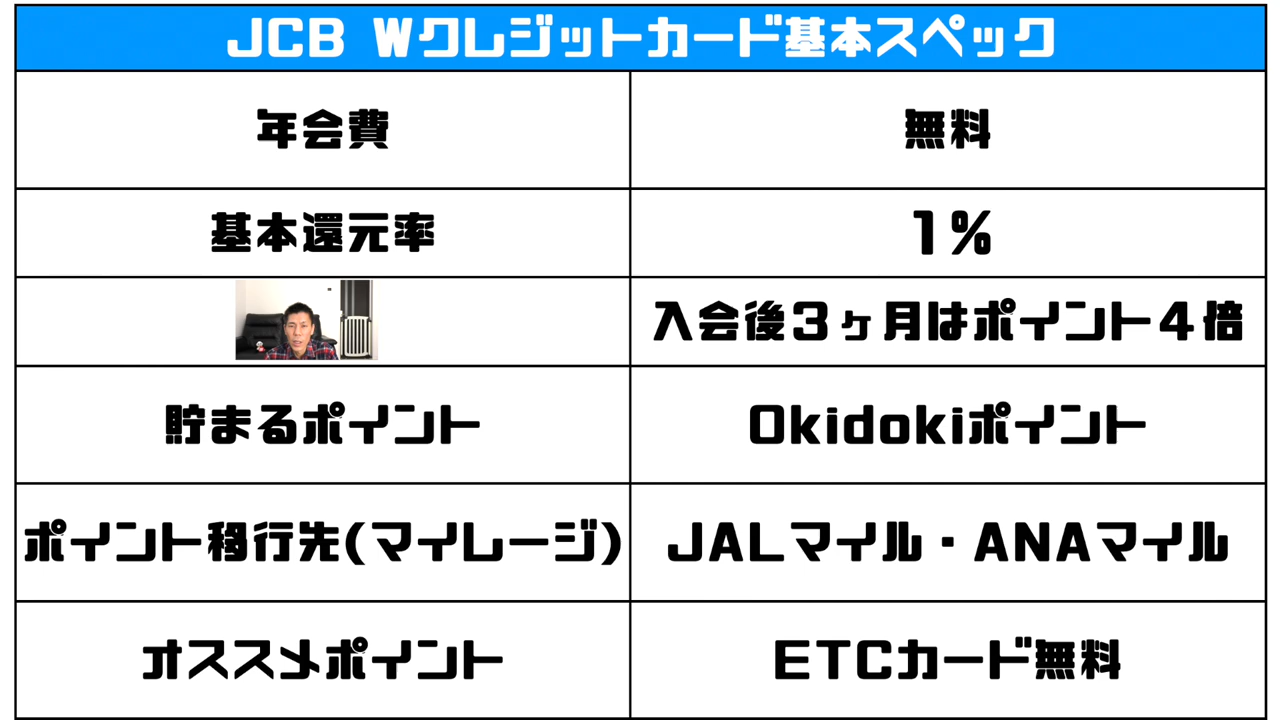 JCB Wクレジットカード基本スペック
年会費
無料
基本還元率
1%
入会後3ヶ月はポイント4倍
貯まるポイント
Okidokiポイント
ポイント移行先(マイレージ)
JALマイル・ANAマイル
オススメポイント
ETCカード無料